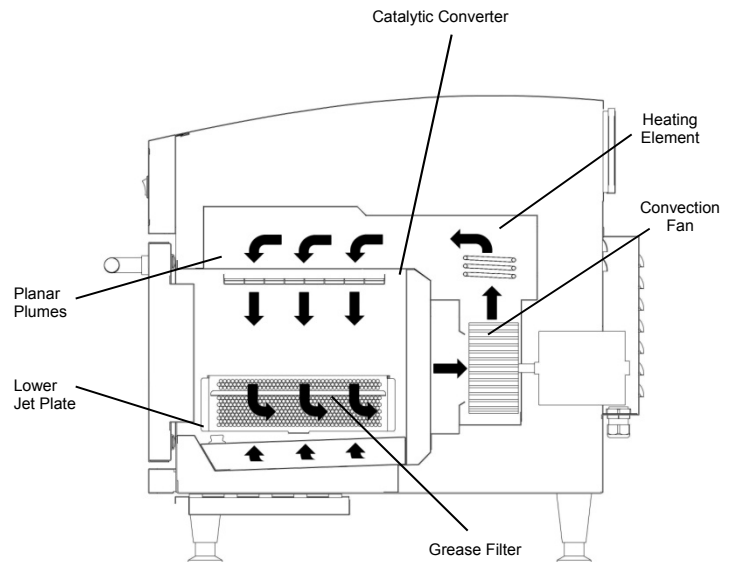 Catalytic Converter
Heating
Element
Convection
Fan
Planar
Plumes
Lower
Jet Plate
Grease Filter